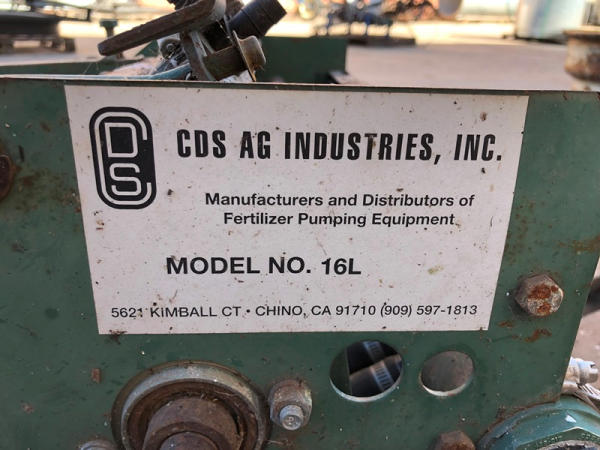 CDS
CDS AG INDUSTRIES, INC.
Manufacturers and Distributors of
Fertilizer Pumping Equipment
MODEL NO. 16L
5621 KIMBALL CT • CHINO, CA 91710 (909) 597-1813